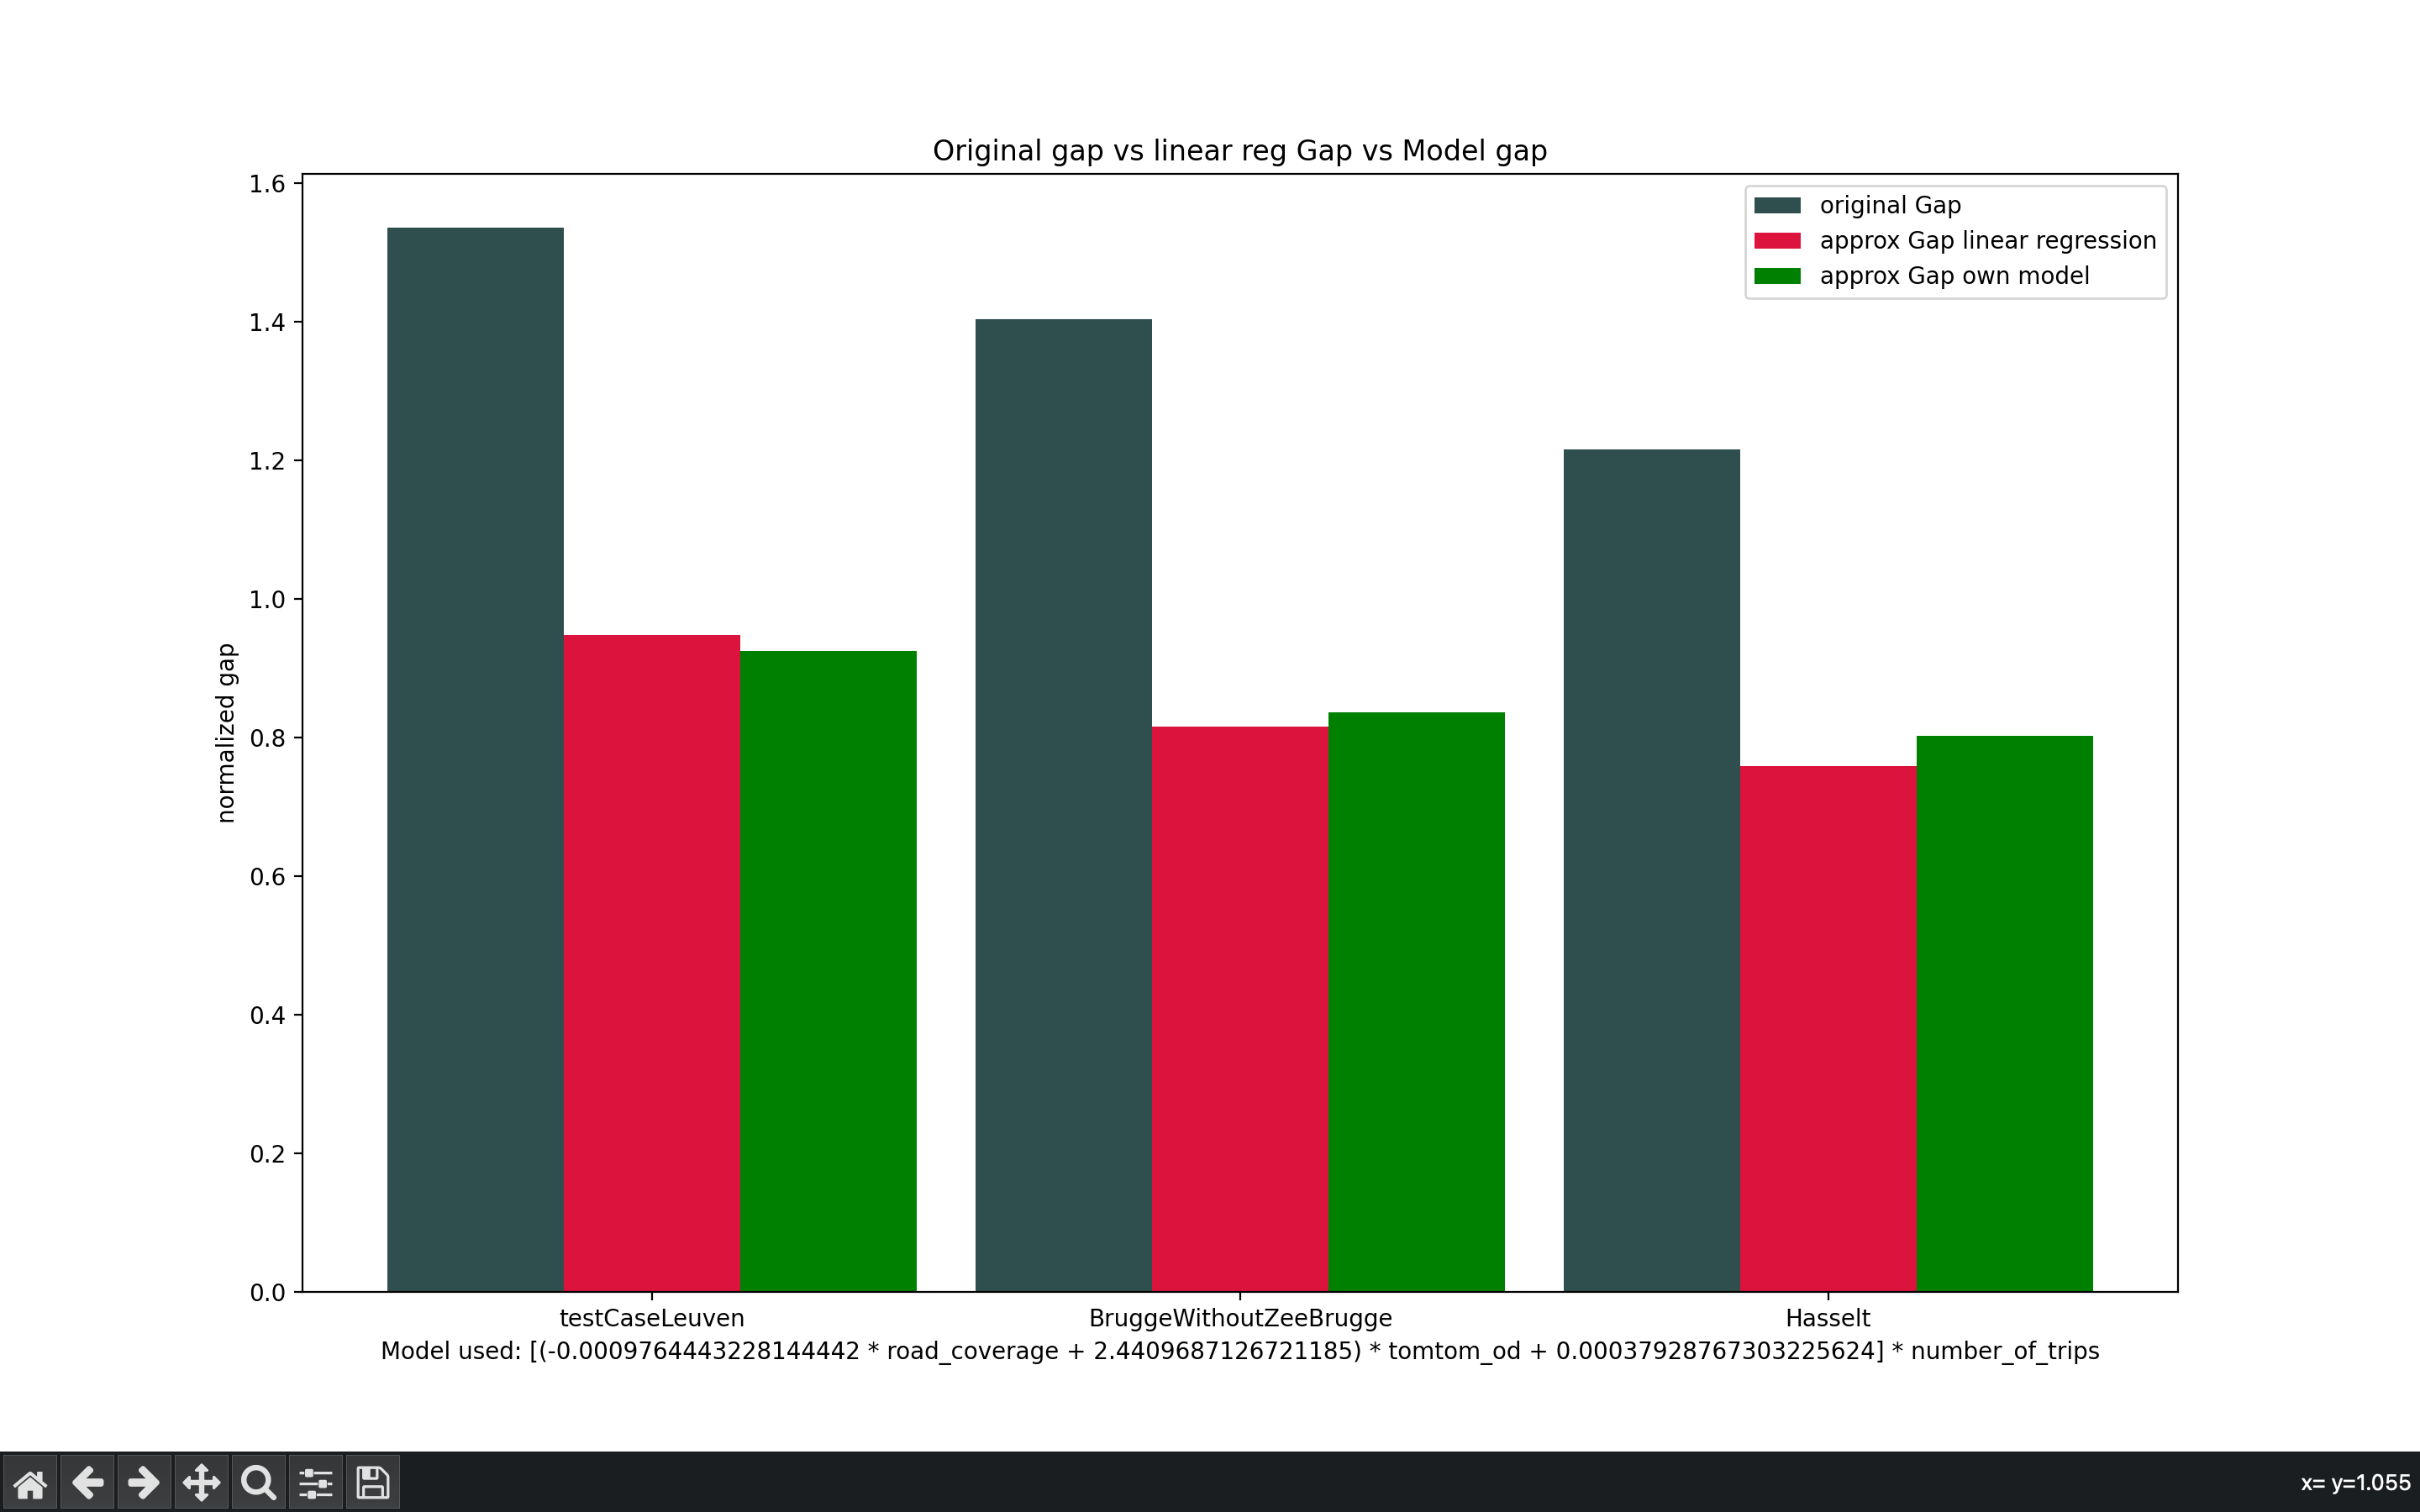 Original gap vs linear reg Gap vs Model gap
original Gap
approx Gap linear regression
approx Gap own model
1.6
1.4
1.2
1.0
0.8
0.6
0.4
0.2
0.0
normalized gap
testCaseLeuven BruggeWithoutZeeBrugge Hasselt
Model used: [(-0.0009764443228144442 * road_coverage + 2.4409687126721185) * tomtom_od + 0.00037928767303225624] * number_of_trips
x= y=1.055